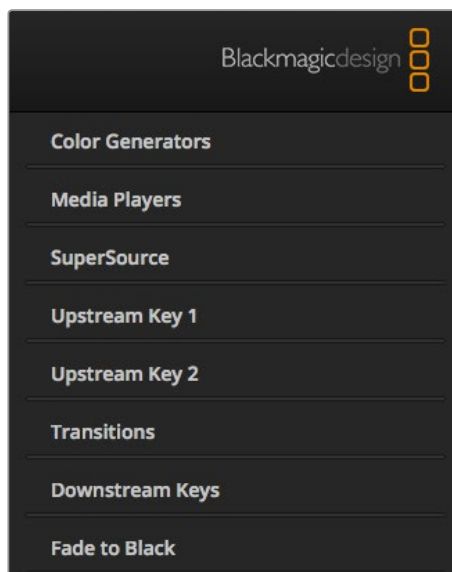 Blackmagicdesign
Color Generators
Media Players
SuperSource
Upstream Key 1
Upstream Key 2
Transitions
Downstream Keys
Fade to Black